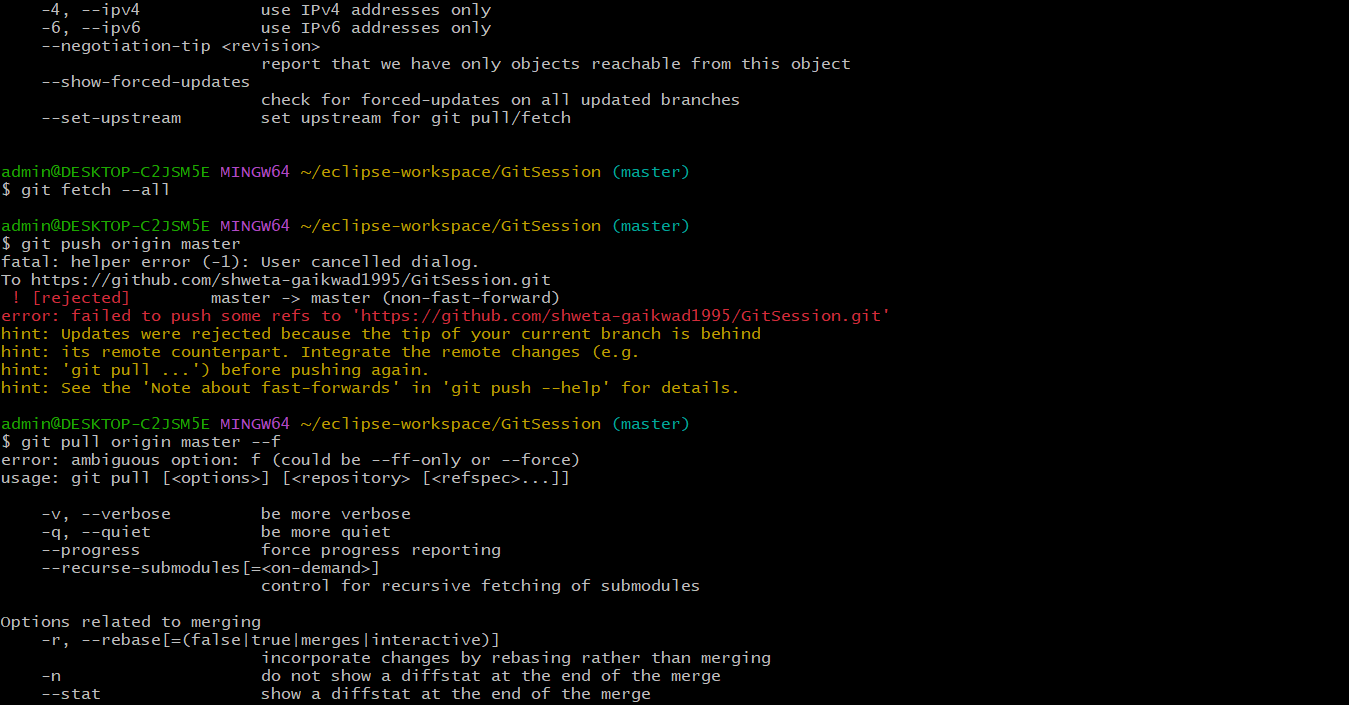 -4, --ipv4            use IPv4 addresses only
-6, --ipv6            use IPv6 addresses only
--negotiation-tip <revision>
report that we have only objects reachable from this object
--show-forced-updates
check for forced-updates on all updated branches
--set-upstream        set upstream for git pull/fetch
admin@DESKTOP-C2JSM5E MINGW64 ~/eclipse-workspace/GitSession (master)
$ git fetch --all
admin@DESKTOP-C2JSM5E MINGW64 ~/eclipse-workspace/GitSession (master)
$ git push origin master
fatal: helper error (-1): User cancelled dialog.
To https://github.com/shweta-gaikwad1995/GitSession.git
! [rejected]        master -> master (non-fast-forward)
error: failed to push some refs to 'https://github.com/shweta-gaikwad1995/GitSession.git'
hint: Updates were rejected because the tip of your current branch is behind
hint: its remote counterpart. Integrate the remote changes (e.g.
hint: 'git pull ...') before pushing again.
hint: See the 'Note about fast-forwards' in 'git push --help' for details.
admin@DESKTOP-C2JSM5E MINGW64 ~/eclipse-workspace/GitSession (master)
$ git pull origin master --f
error: ambiguous option: f (could be --ff-only or --force)
usage: git pull [<options>] [<repository> [<refspec>...]]
-v, --verbose         be more verbose
-q, --quiet           be more quiet
--progress            force progress reporting
--recurse-submodules[=<on-demand>]
control for recursive fetching of submodules
Options related to merging
-r, --rebase[=(false|true|merges|interactive)]
incorporate changes by rebasing rather than merging
-n                    do not show a diffstat at the end of the merge
--stat                show a diffstat at the end of the merge